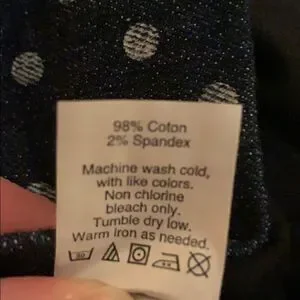 98% Coton
2% Spandex
Machine wash cold,
with like colors.
Non chlorine
bleach only.
Tumble dry low.
Warm iron as needed.